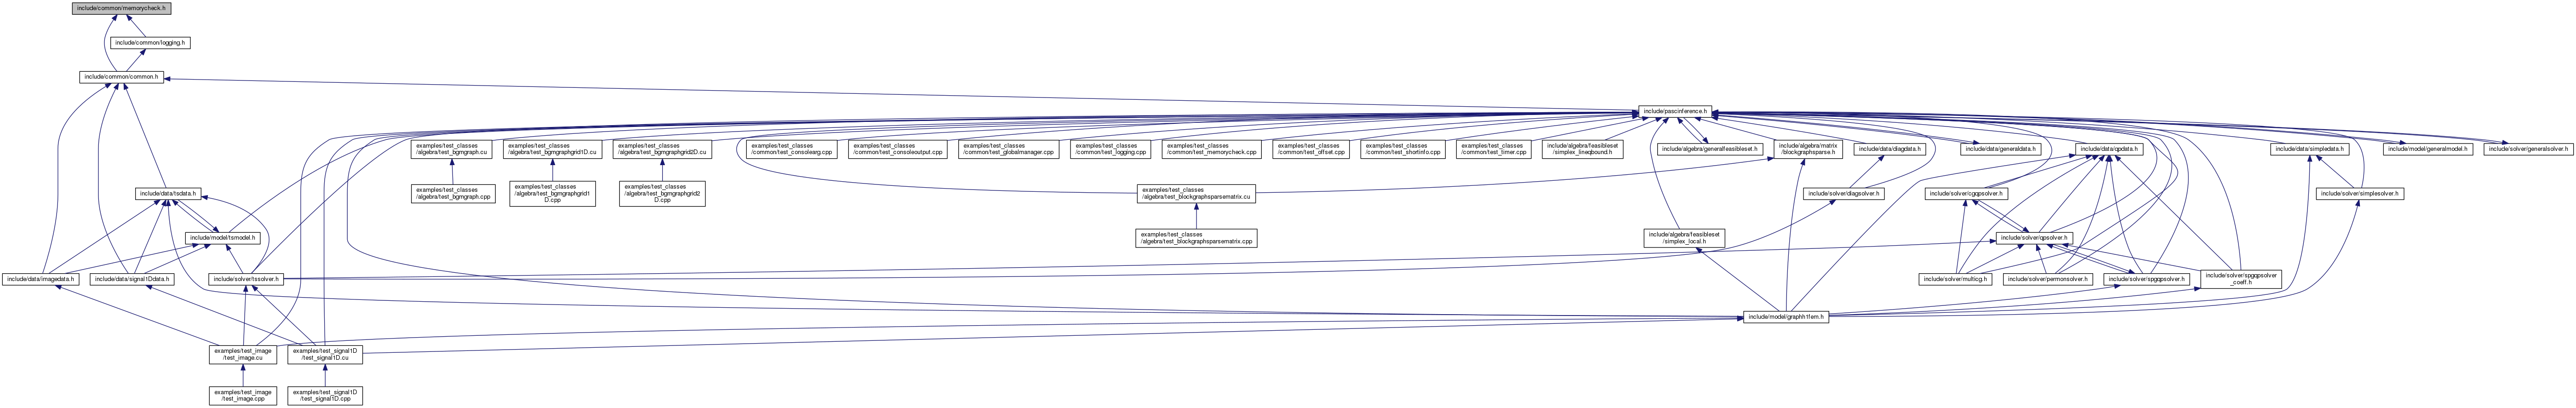 include/common/memorycheck.h
include/common/logging.h
include/common/common.h
include/pascinference.h
examples/test_classes
/algebra/test_bgmgraph.cu
examples/test_classes
/algebra/test_bgmgraphgrid1D.cu
examples/test_classes
/algebra/test_bgmgraphgrid2D.cu
examples/test_classes
/common/test_consolearg.cpp
examples/test_classes
/common/test_consoleoutput.cpp
examples/test_classes
/common/test_globalmanager.cpp
examples/test_classes
/common/test_logging.cpp
examples/test_classes
/common/test_memorycheck.cpp
examples/test_classes
/common/test_offset.cpp
examples/test_classes
/common/test_shortinfo.cpp
examples/test_classes
/common/test_timer.cpp
include/algebra/feasibleset
/simplex_lineqbound.h
include/algebra/generalfeasibleset.h
include/algebra/matrix
/blockgraphsparse.h
include/data/diagdata.h
include/data/generaldata.h
include/data/qpdata.h
include/data/simpledata.h
include/model/generalmodel.h
include/solver/generalsolver.h
include/data/tsdata.h
examples/test_classes
/algebra/test_bgmgraph.cpp
examples/test_classes
/algebra/test_bgmgraphgrid1
D.cpp
examples/test_classes
/algebra/test_bgmgraphgrid2
D.cpp
examples/test_classes
/algebra/test_blockgraphsparsematrix.cu
include/solver/diagsolver.h
include/solver/cgqpsolver.h
include/solver/simplesolver.h
include/model/tsmodel.h
examples/test_classes
/algebra/test_blockgraphsparsematrix.cpp
include/algebra/feasibleset
/simplex_local.h
include/solver/qpsolver.h
include/data/imagedata.h
include/data/signal1Ddata.h
include/solver/tssolver.h
include/solver/multicg.h
include/solver/permonsolver.h
include/solver/spgqpsolver.h
include/solver/spgqpsolver
_coeff.h
include/model/graphh1fem.h
examples/test_image
/test_image.cu
examples/test_signal1D
/test_signal1D.cu
examples/test_image
/test_image.cpp
examples/test_signal1D
/test_signal1D.cpp